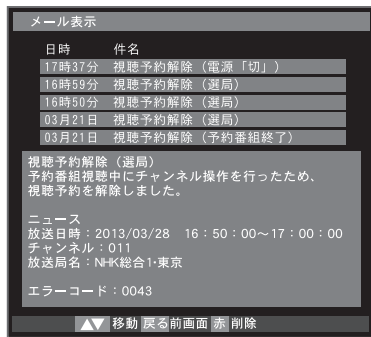 メール表示
日時 件名
17時37分 視聴予約解除（電源「切」）
16時59分 視聴予約解除（選局）
16時50分 視聴予約解除（選局）
03月21日 視聴予約解除（選局）
03月21日 視聴予約解除（予約番組終了）
視聴予約解除（選局）
予約番組視聴中にチャンネル操作を行ったため、
視聴予約を解除しました。
ニュース
放送日時：2013/03/28 16：50：00～17：00：00
チャンネル：011
放送局名：NHK総合1･東京
エラーコード：0043
▲▼ 移動 戻る 前画面 赤 削除